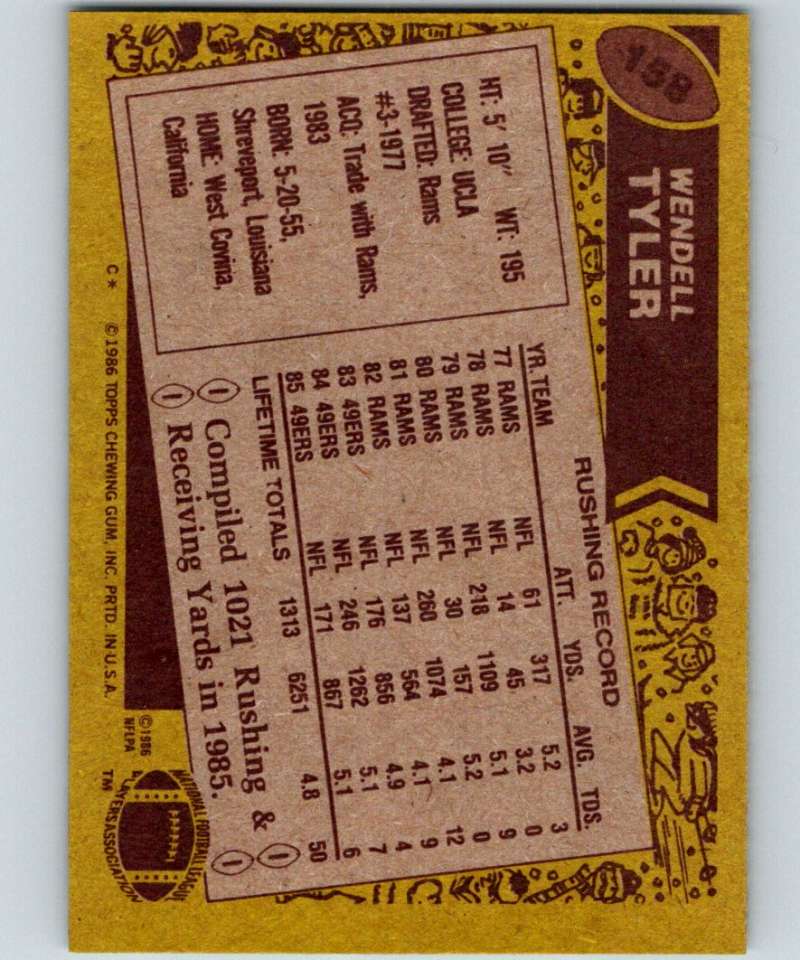 158
WENDELL
TYLER
HT: 5' 10" WT: 195
COLLEGE: UCLA
DRAFTED: Rams
#3-1977
ACQ: Trade with Rams,
1983
BORN: 5-20-55,
Shreveport, Louisiana
HOME: West Covina,
California
RUSHING RECORD
YR. TEAM ATT. YDS. AVG. TDS.
77 RAMS NFL 61 317 5.2 3
78 RAMS NFL 14 45 3.2 0
79 RAMS NFL 218 1109 5.1 9
80 RAMS NFL 30 157 5.2 0
81 RAMS NFL 260 1074 4.1 12
82 RAMS NFL 137 564 4.1 9
83 49ERS NFL 176 856 4.9 4
84 49ERS NFL 246 1262 5.1 7
85 49ERS NFL 171 867 5.1 6
LIFETIME TOTALS 1313 6251 4.8 50
Compiled 1021 Rushing &
Receiving Yards in 1985.
C* ©1986 TOPPS CHEWING GUM, INC. PRTD. IN U.S.A.
©1986
NFLPA
NATIONAL FOOTBALL LEAGUE
PLAYERS ASSOCIATION
TM